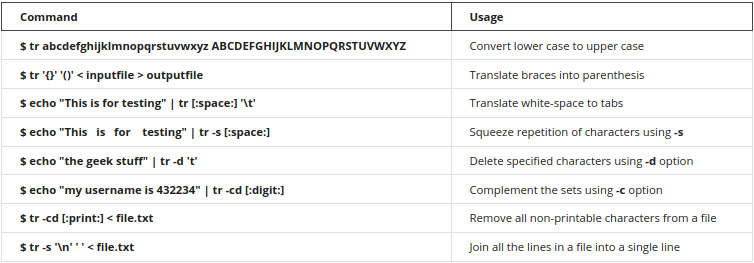 Command Usage
$ tr abcdefghijklmnopqrstuvwxyz ABCDEFGHIJKLMNOPQRSTUVWXYZ Convert lower case to upper case
$ tr '{}' '()' < inputfile > outputfile Translate braces into parenthesis
$ echo "This is for testing" | tr [:space:] '\t' Translate white-space to tabs
$ echo "This   is   for    testing" | tr -s [:space:] Squeeze repetition of characters using -s
$ echo "the geek stuff" | tr -d 't' Delete specified characters using -d option
$ echo "my username is 432234" | tr -cd [:digit:] Complement the sets using -c option
$ tr -cd [:print:] < file.txt Remove all non-printable characters from a file
$ tr -s '\n' ' ' < file.txt Join all the lines in a file into a single line